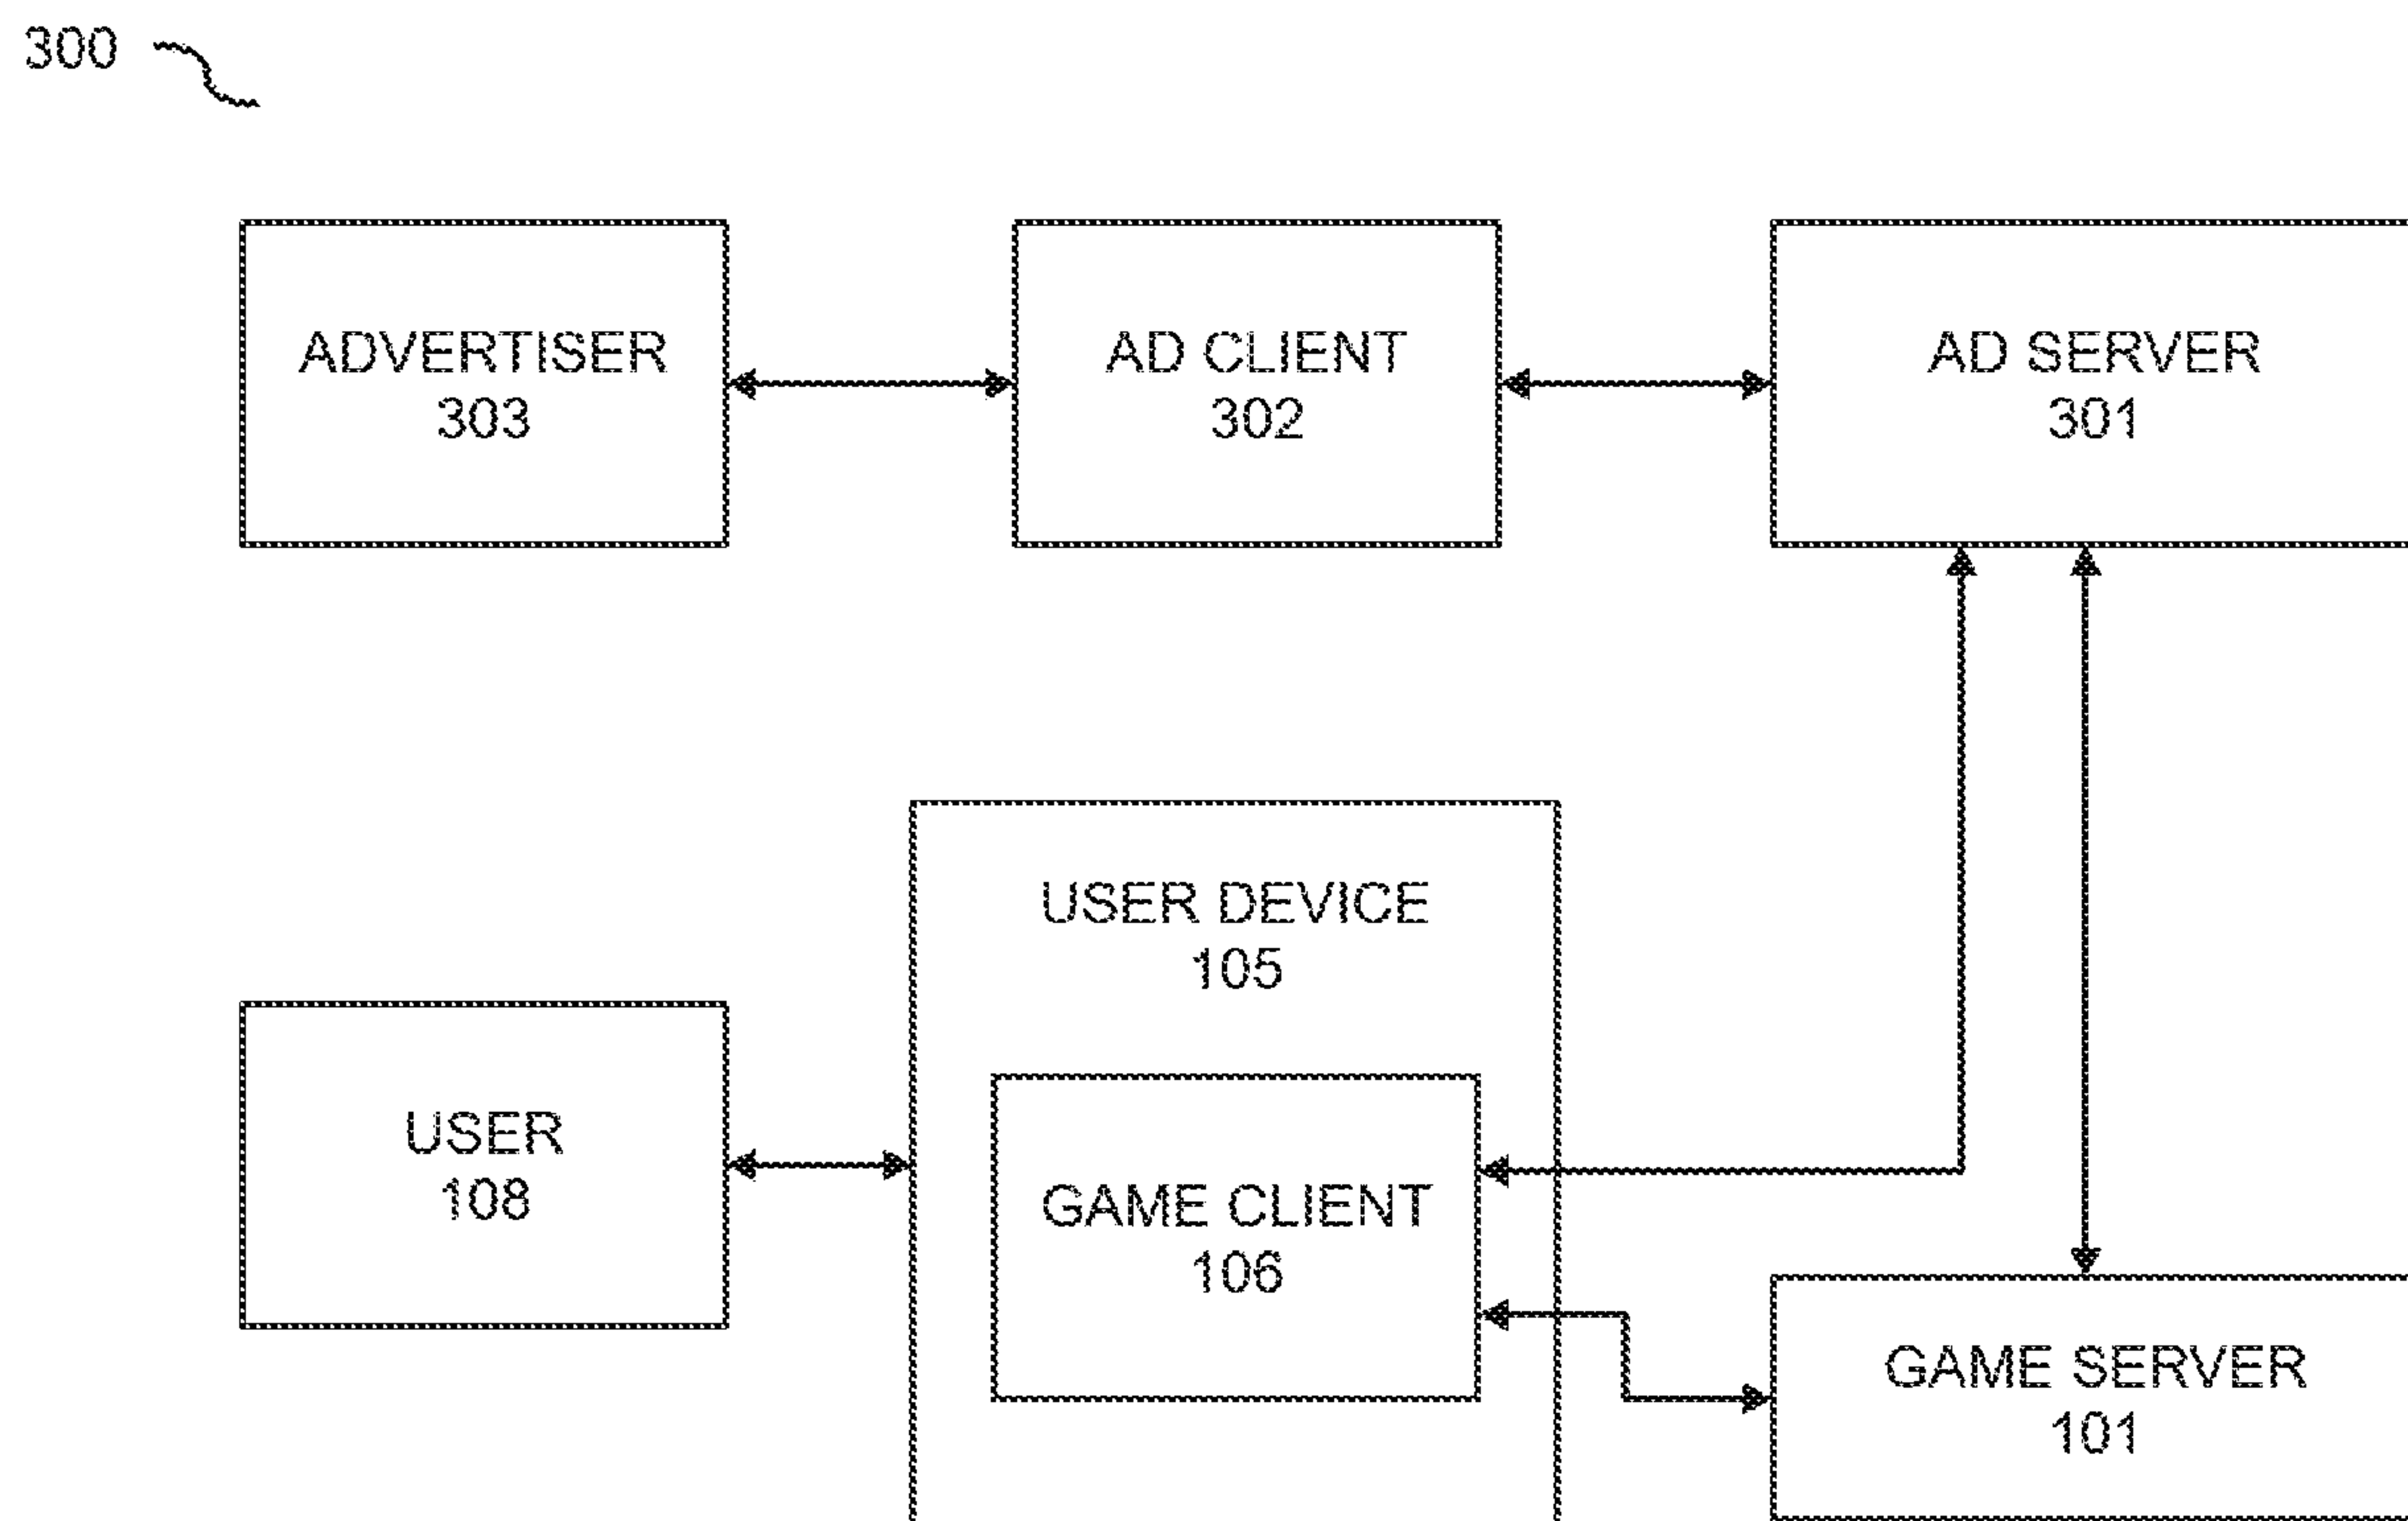 300
ADVERTISER
303
AD CLIENT
302
AD SERVER
301
USER DEVICE
105
USER
108
GAME CLIENT
106
GAME SERVER
101